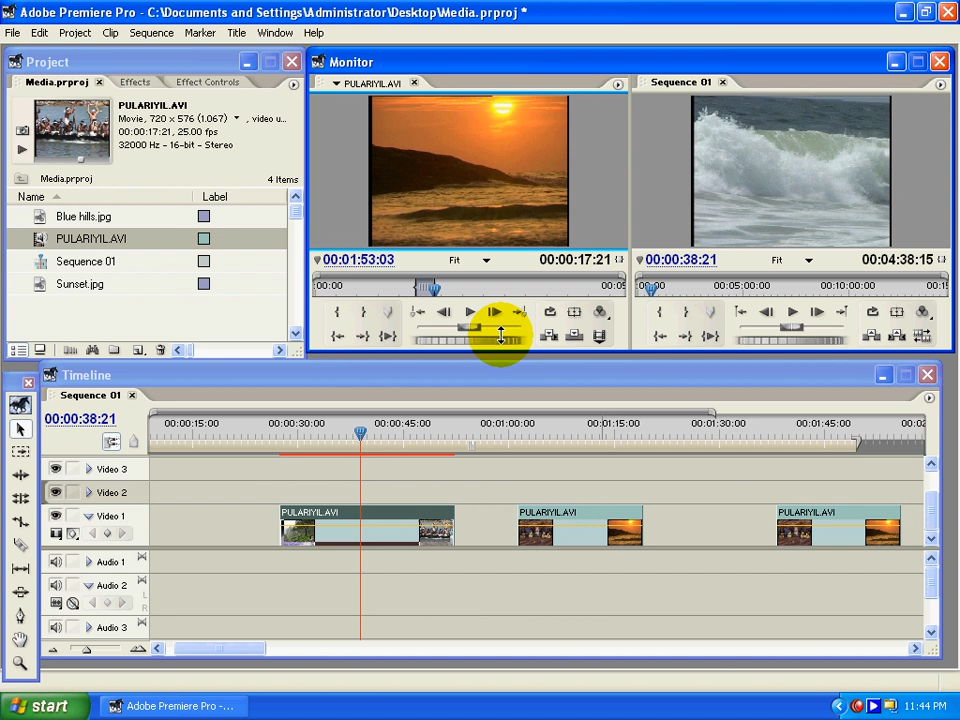 Adobe Premiere Pro - C:\Documents and Settings\Administrator\Desktop\Media.prproj *
File Edit Project Clip Sequence Marker Title Window Help
Project
Media.prproj Effects Effect Controls
PULARIYIL.AVI
Movie, 720 x 576 (1.067) , video u...
00:00:17:21, 25.00 fps
32000 Hz - 16-bit - Stereo
Media.prproj 4 Items
Name Label
Blue hills.jpg
PULARIYIL.AVI
Sequence 01
Sunset.jpg
Monitor
PULARIYIL.AVI
Sequence 01
00:01:53:03 Fit 00:00:17:21
:00:00 00:05
00:00:38:21 Fit 00:04:38:15
00:00 00:05:00:00 00:10:00:00 00:15
Timeline
Sequence 01
00:00:38:21
00:00:15:00 00:00:30:00 00:00:45:00 00:01:00:00 00:01:15:00 00:01:30:00 00:01:45:00 00:02
Video 3
Video 2
Video 1
PULARIYIL.AVI PULARIYIL.AVI PULARIYIL.AVI
Audio 1
Audio 2
L
R
Audio 3
start Adobe Premiere Pro -... 11:44 PM